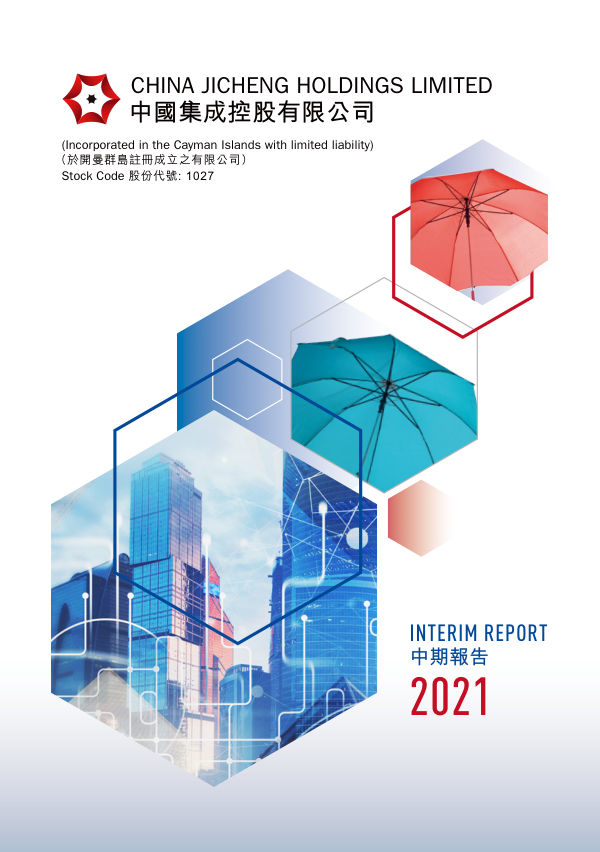 CHINA JICHENG HOLDINGS LIMITED
中國集成控股有限公司
(Incorporated in the Cayman Islands with limited liability)
（於開曼群島註冊成立之有限公司）
Stock Code 股份代號: 1027
INTERIM REPORT
中期報告
2021